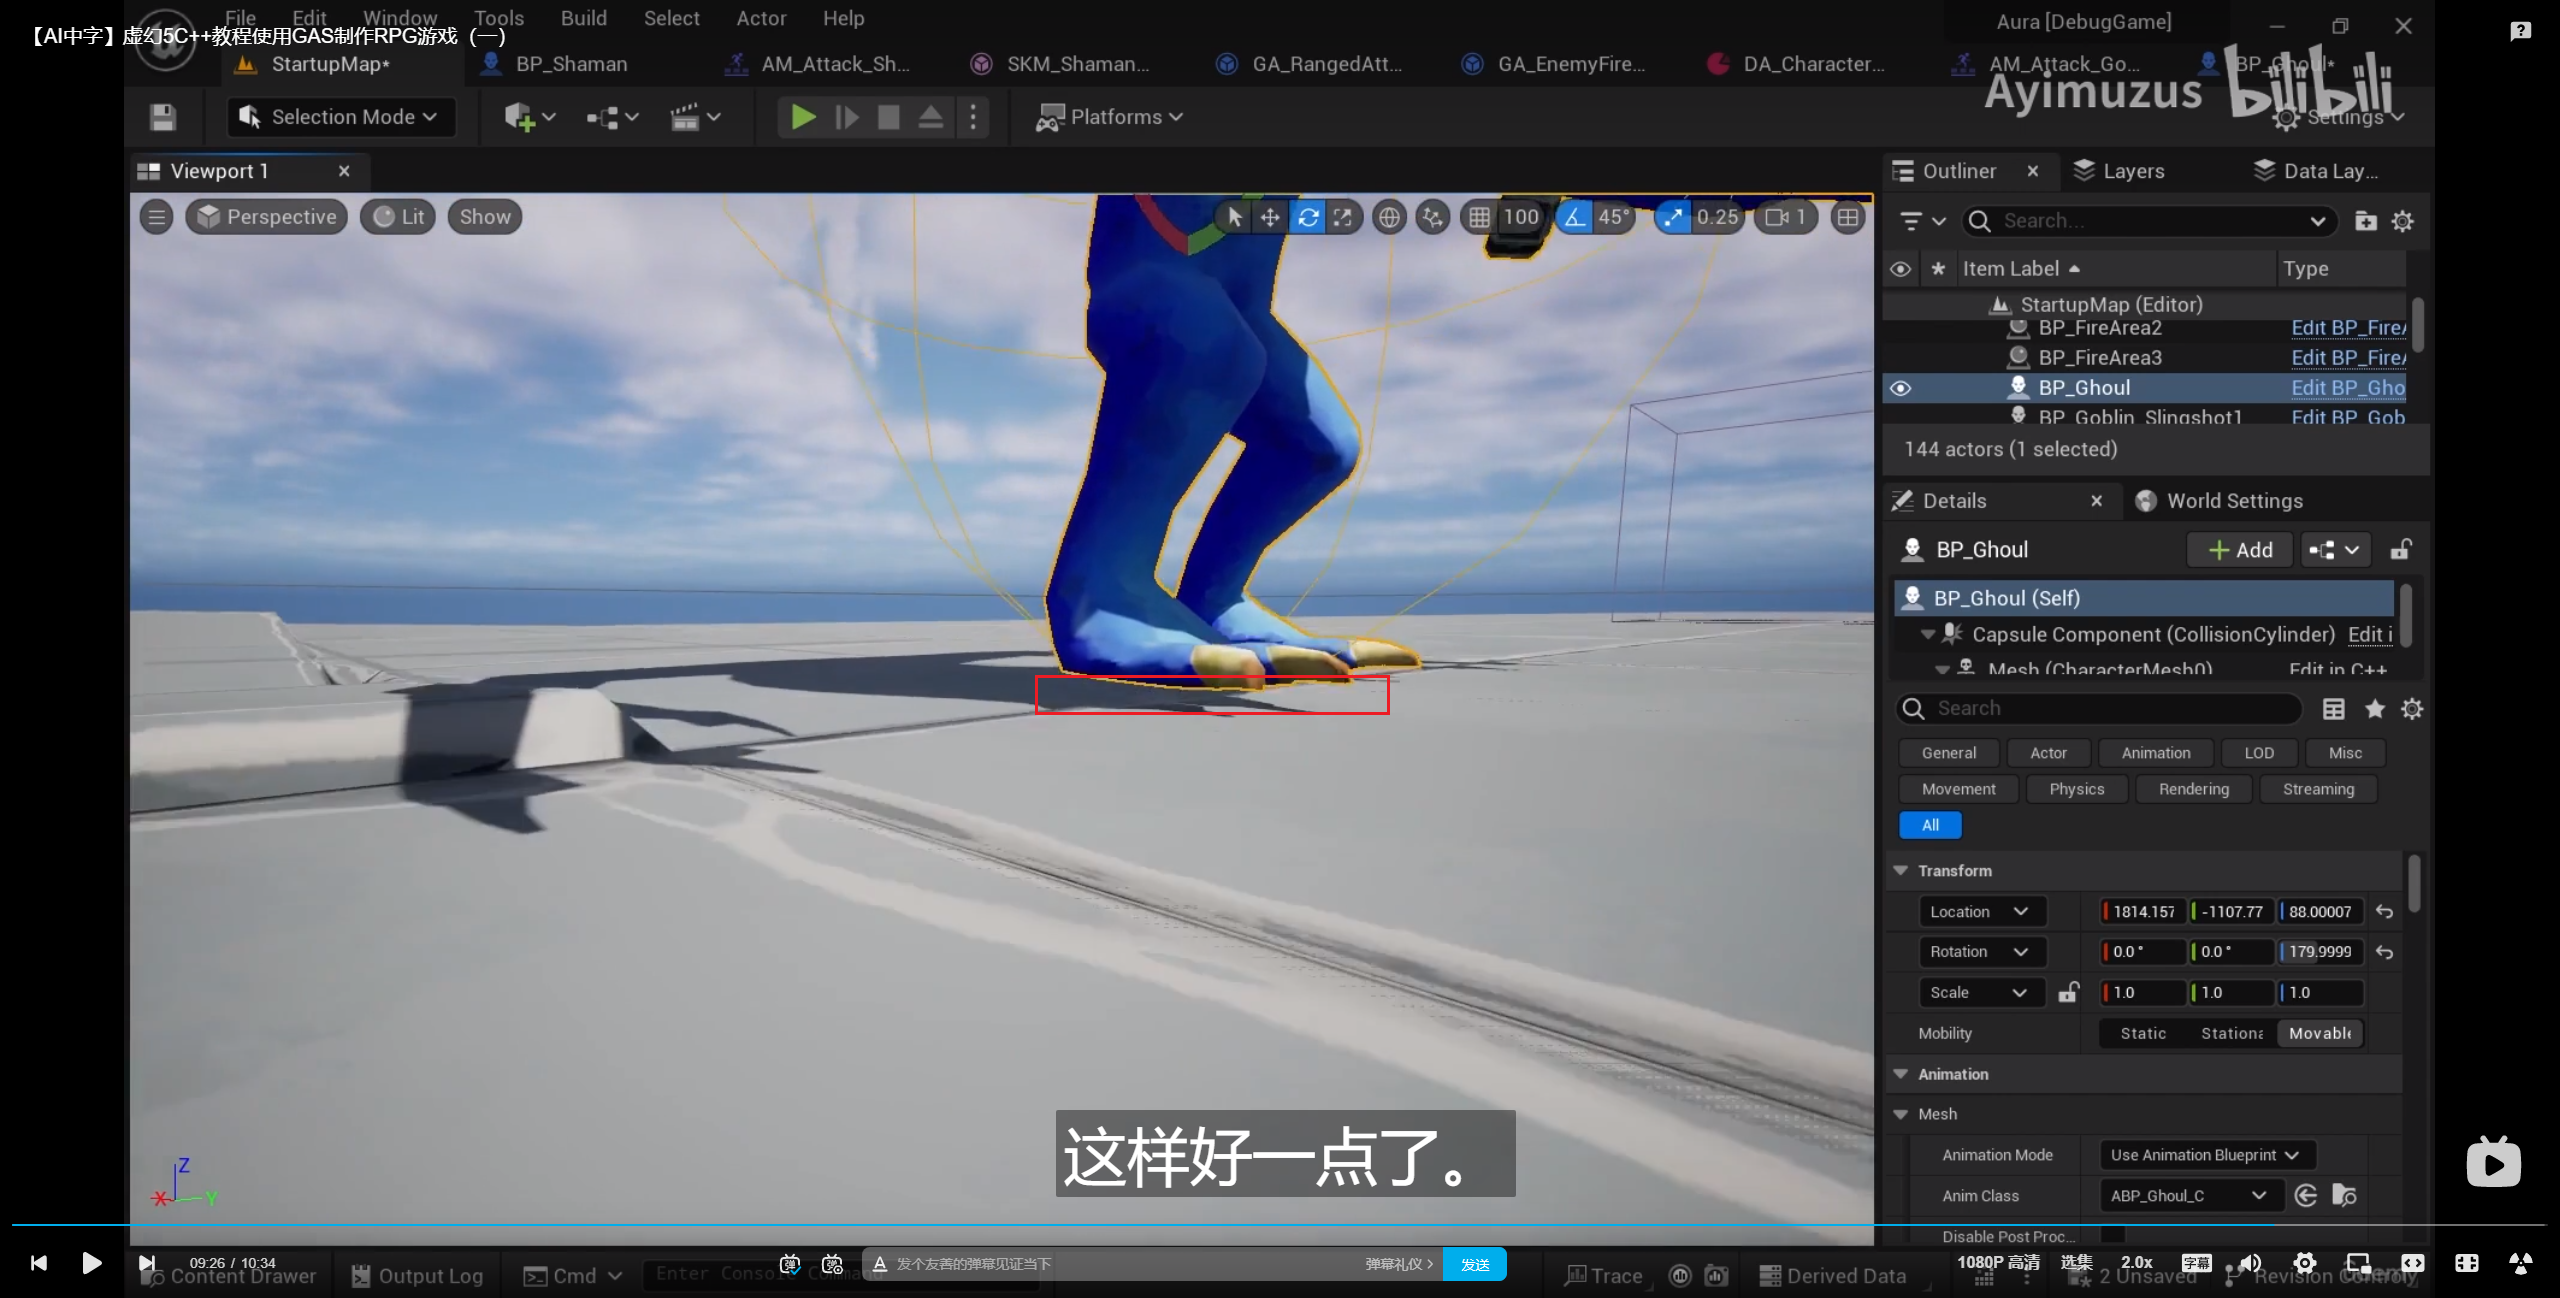 File Edit Window Tools Build Select Actor Help
Aura [DebugGame]
【AI中字】虚幻5C++教程使用GAS制作RPG游戏（一）
StartupMap* BP_Shaman AM_Attack_Sh... SKM_Shaman... GA_RangedAtt... GA_EnemyFire... DA_Character... AM_Attack_Go... BP_Ghoul*
Ayimuzus bilibili
Selection Mode Platforms Settings
Viewport 1
Outliner Layers Data Lay...
Perspective Lit Show 100 45° 0.25 1
Search...
Item Label Type
StartupMap (Editor)
BP_FireArea2 Edit BP_FireA
BP_FireArea3 Edit BP_FireA
BP_Ghoul Edit BP_Gho
BP_Goblin_Slingshot1 Edit BP_Gob
144 actors (1 selected)
Details World Settings
BP_Ghoul Add
BP_Ghoul (Self)
Capsule Component (CollisionCylinder) Edit i
Mesh (CharacterMesh0) Edit in C++
Search
General Actor Animation LOD Misc
Movement Physics Rendering Streaming
All
Transform
Location 1814.157 -1107.77 88.00007
Rotation 0.0° 0.0° 179.9999
Scale 1.0 1.0 1.0
Mobility Static Stationa Movable
Animation
Mesh
Animation Mode Use Animation Blueprint
Anim Class ABP_Ghoul_C
Disable Post Proc...
这样好一点了。
Z
X Y
09:26 / 10:34
弹 弹
发个友善的弹幕见证当下
弹幕礼仪 >
发送
1080P 高清 选集 2.0x 字幕
Content Drawer Output Log Cmd Enter Console Command Trace Derived Data 2 Unsaved Revision Control